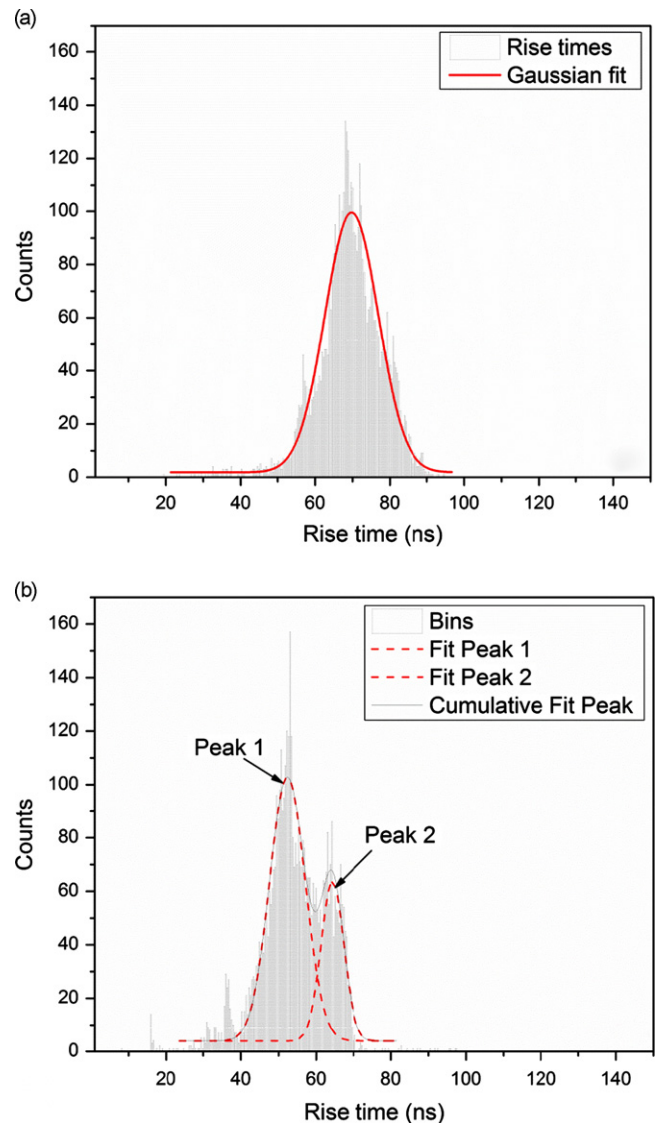 (a)
160
140
120
100
80
60
40
20
0
Counts
Rise times
Gaussian fit
20 40 60 80 100 120 140
Rise time (ns)
(b)
160
140
120
100
80
60
40
20
0
Counts
Bins
Fit Peak 1
Fit Peak 2
Cumulative Fit Peak
Peak 1
Peak 2
20 40 60 80 100 120 140
Rise time (ns)